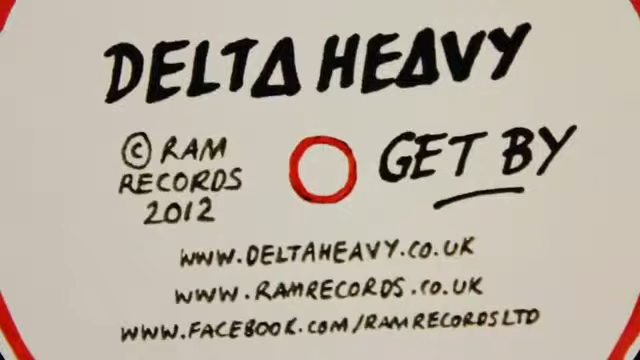 DELTA HEAVY
© RAM
RECORDS
2012
GET BY
WWW.DELTAHEAVY.CO.UK
WWW.RAMRECORDS.CO.UK
WWW.FACEBOOK.COM/RAMRECORDSLTD